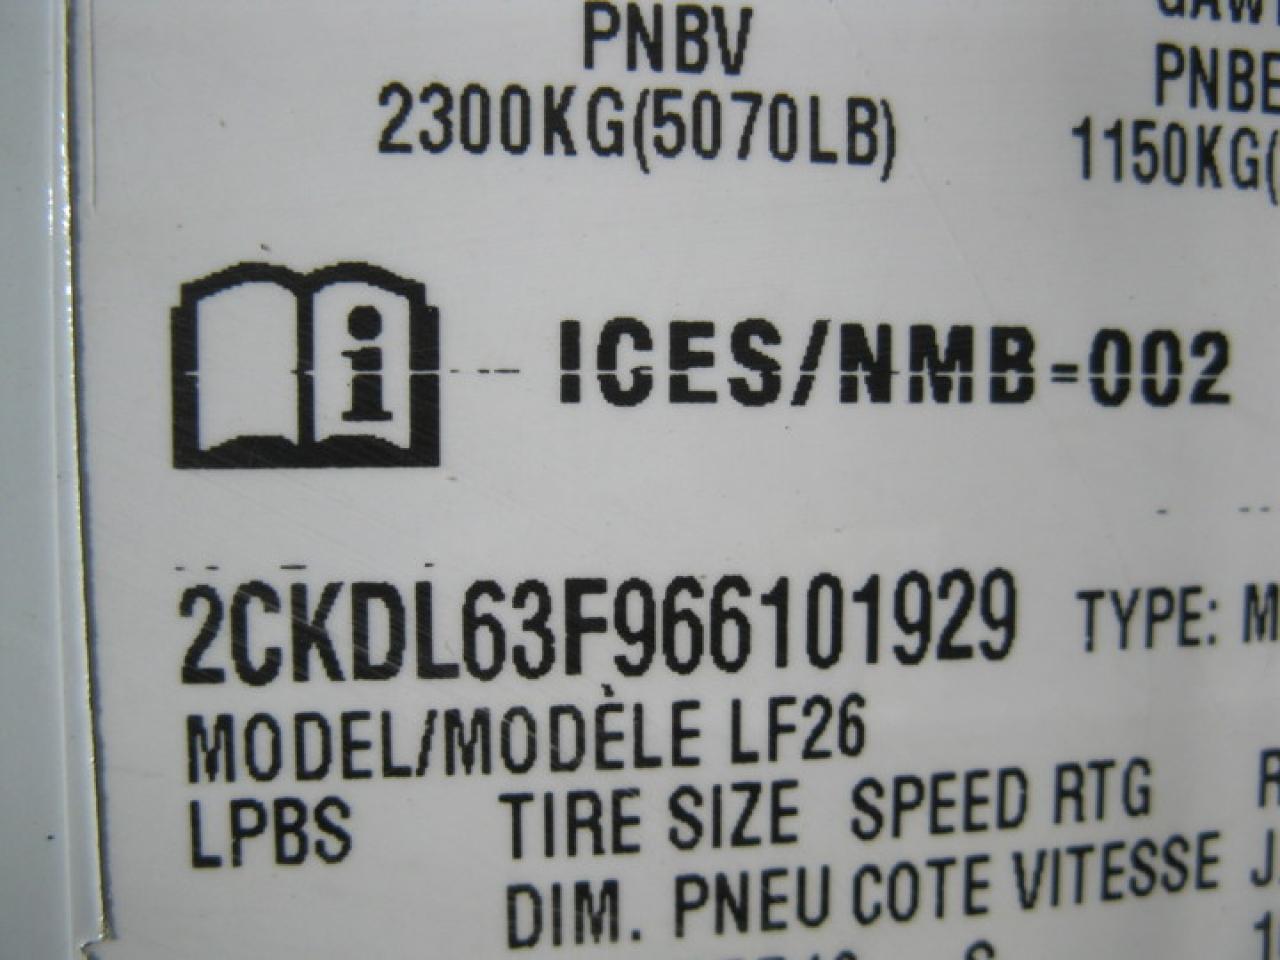 PNBV
PNBE
2300KG(5070LB)
1150KG(
i
ICES/NMB-002
2CKDL63F966101929
TYPE: M
MODEL/MODÈLE LF26
LPBS
TIRE SIZE SPEED RTG
DIM. PNEU COTE VITESSE